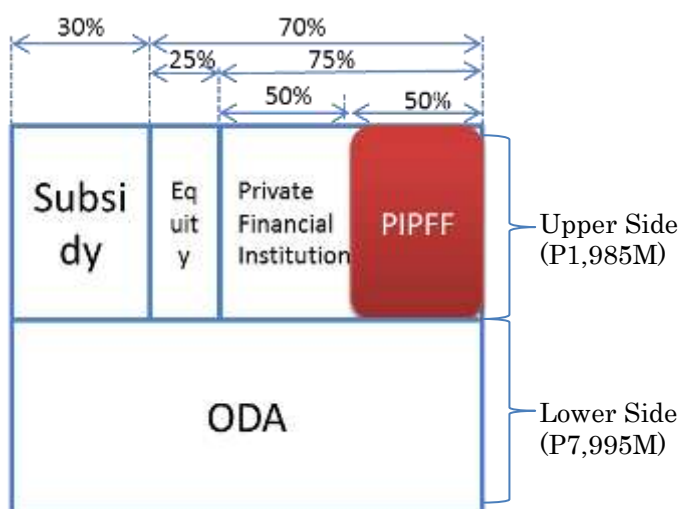 30%
70%
25%
75%
50%
50%
Subsi
dy
Eq
uit
y
Private
Financial
Institution
PIPFF
Upper Side
(P1,985M)
ODA
Lower Side
(P7,995M)